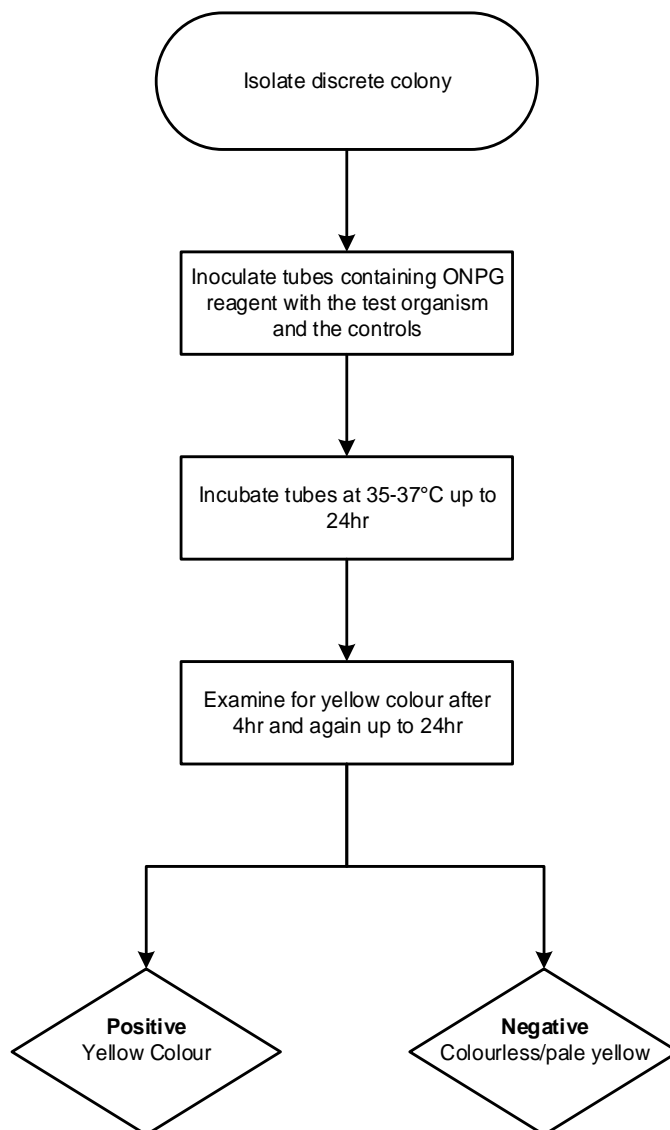 Isolate discrete colony
Inoculate tubes containing ONPG
reagent with the test organism
and the controls
Incubate tubes at 35-37°C up to
24hr
Examine for yellow colour after
4hr and again up to 24hr
Positive
Yellow Colour
Negative
Colourless/pale yellow